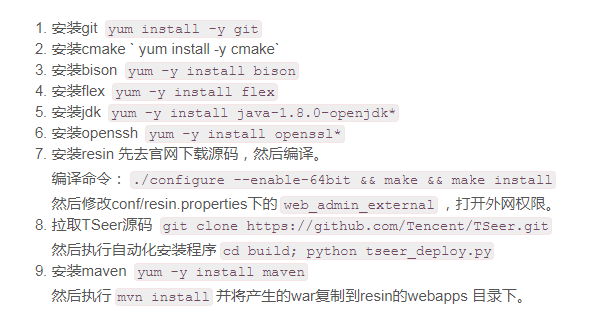 1. 安装git yum install -y git
2. 安装cmake ` yum install -y cmake`
3. 安装bison yum -y install bison
4. 安装flex yum -y install flex
5. 安装jdk yum -y install java-1.8.0-openjdk*
6. 安装openssh yum -y install openssl*
7. 安装resin 先去官网下载源码，然后编译。
编译命令： ./configure --enable-64bit && make && make install
然后修改conf/resin.properties下的 web_admin_external ，打开外网权限。
8. 拉取TSeer源码 git clone https://github.com/Tencent/TSeer.git
然后执行自动化安装程序 cd build; python tseer_deploy.py
9. 安装maven yum -y install maven
然后执行 mvn install 并将产生的war复制到resin的webapps 目录下。